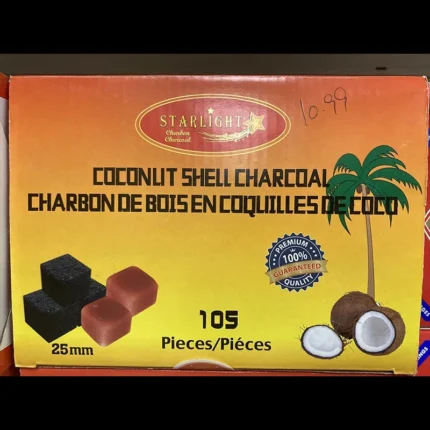 STARLIGHT
Charbon
Charcoal
10.99
COCONUT SHELL CHARCOAL
CHARBON DE BOIS EN COQUILLES DE COCO
PREMIUM
100%
GUARANTEED
QUALITY
105
Pieces/Piéces
25mm